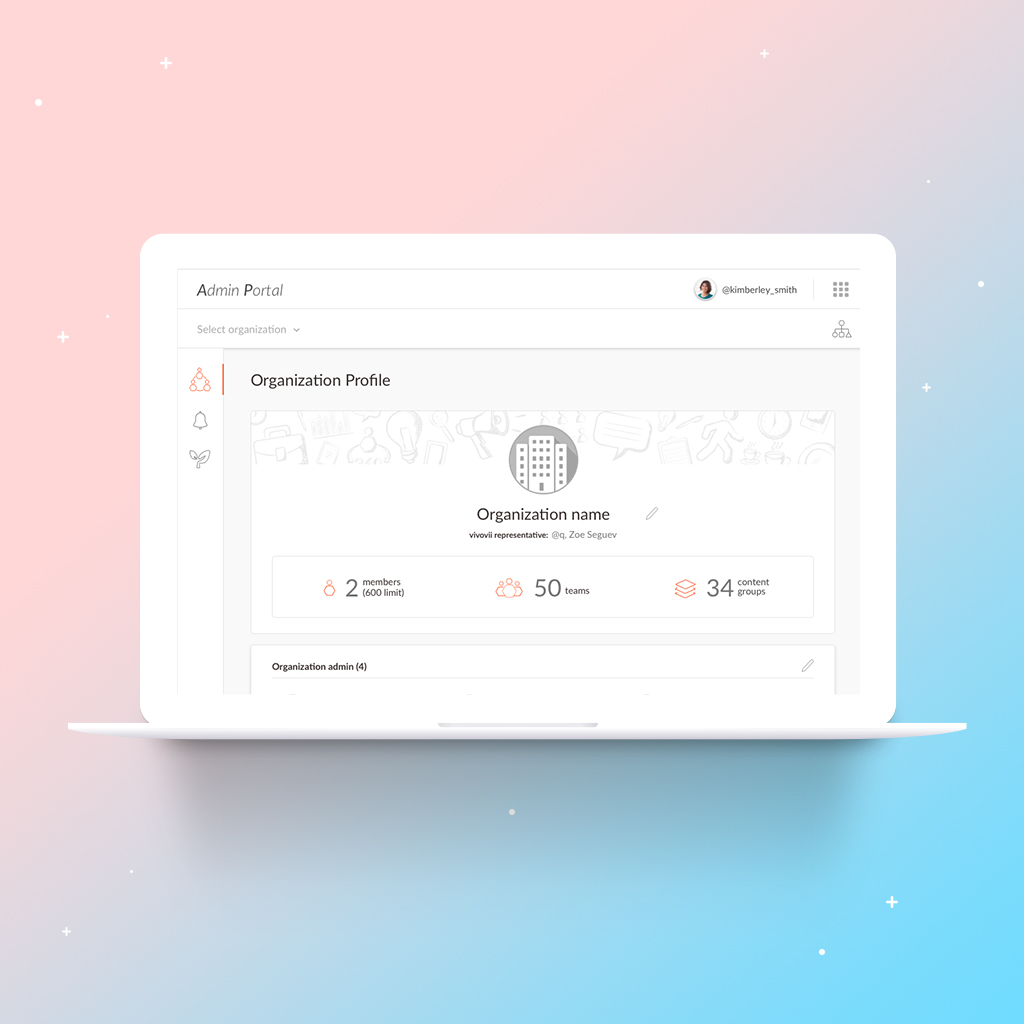 Admin Portal
@kimberley_smith
Select organization
Organization Profile
Organization name
vivovii representative: @q, Zoe Seguev
2 members
(600 limit)
50 teams
34 content
groups
Organization admin (4)